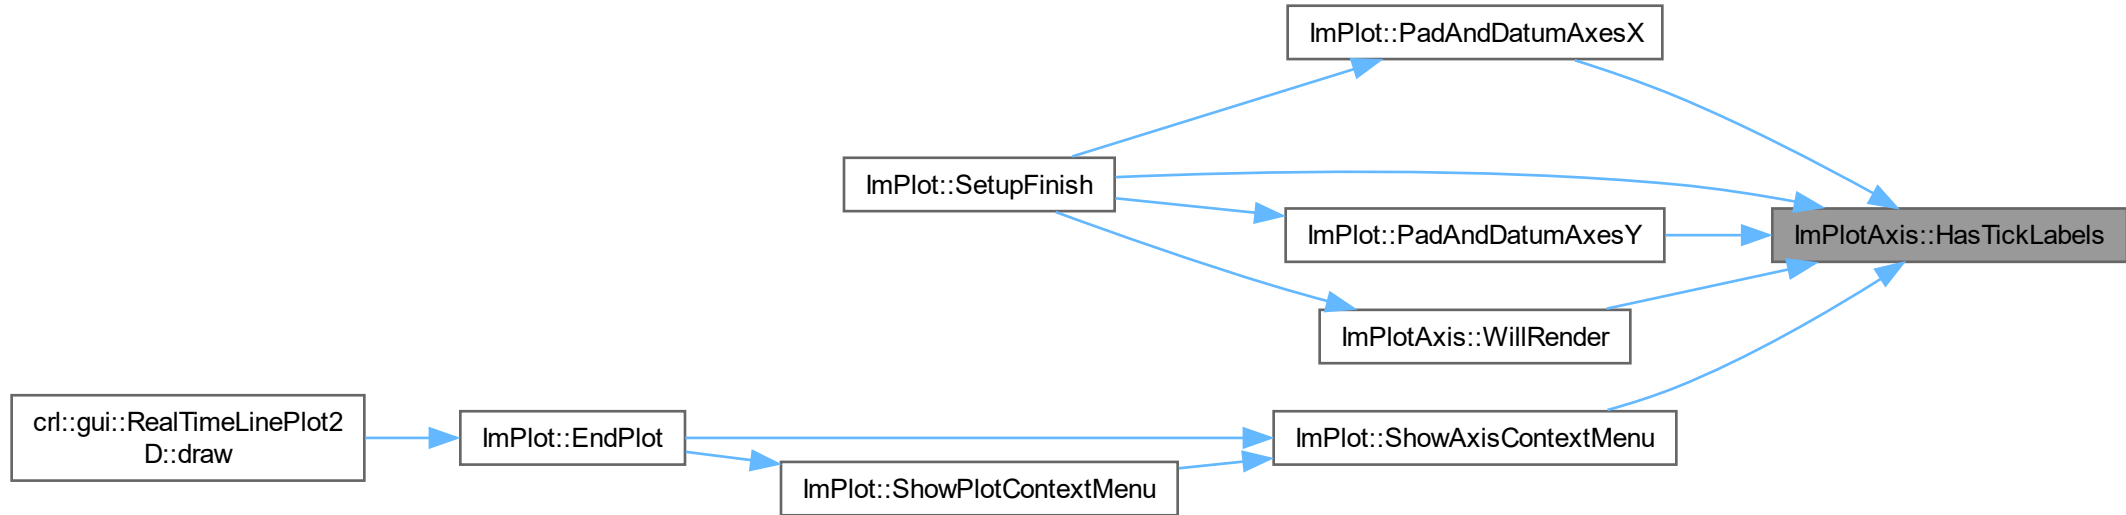 ImPlot::PadAndDatumAxesX
ImPlot::SetupFinish
ImPlot::PadAndDatumAxesY
ImPlotAxis::HasTickLabels
ImPlotAxis::WillRender
crl::gui::RealTimeLinePlot2
D::draw
ImPlot::EndPlot
ImPlot::ShowAxisContextMenu
ImPlot::ShowPlotContextMenu